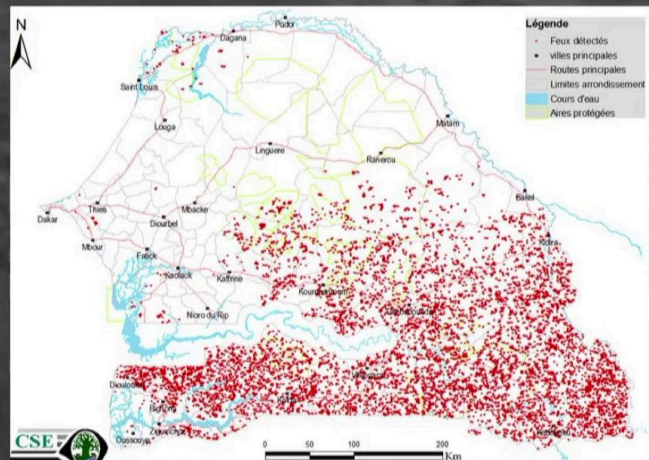 N
Podor
Dagana
Saint Louis
Louga
Matam
Linguere
Ranerou
Bakel
Dakar
Thies
Mbacke
Diourbel
Mbour
Fatick
Kidira
Kaolack
Kaffrine
Nioro du Rip
Oussouye
CSE
0 50 100 200
Km
Légende
Feux détectés
villes principales
Routes principales
Limites arrondissement
Cours d'eau
Aires protégées